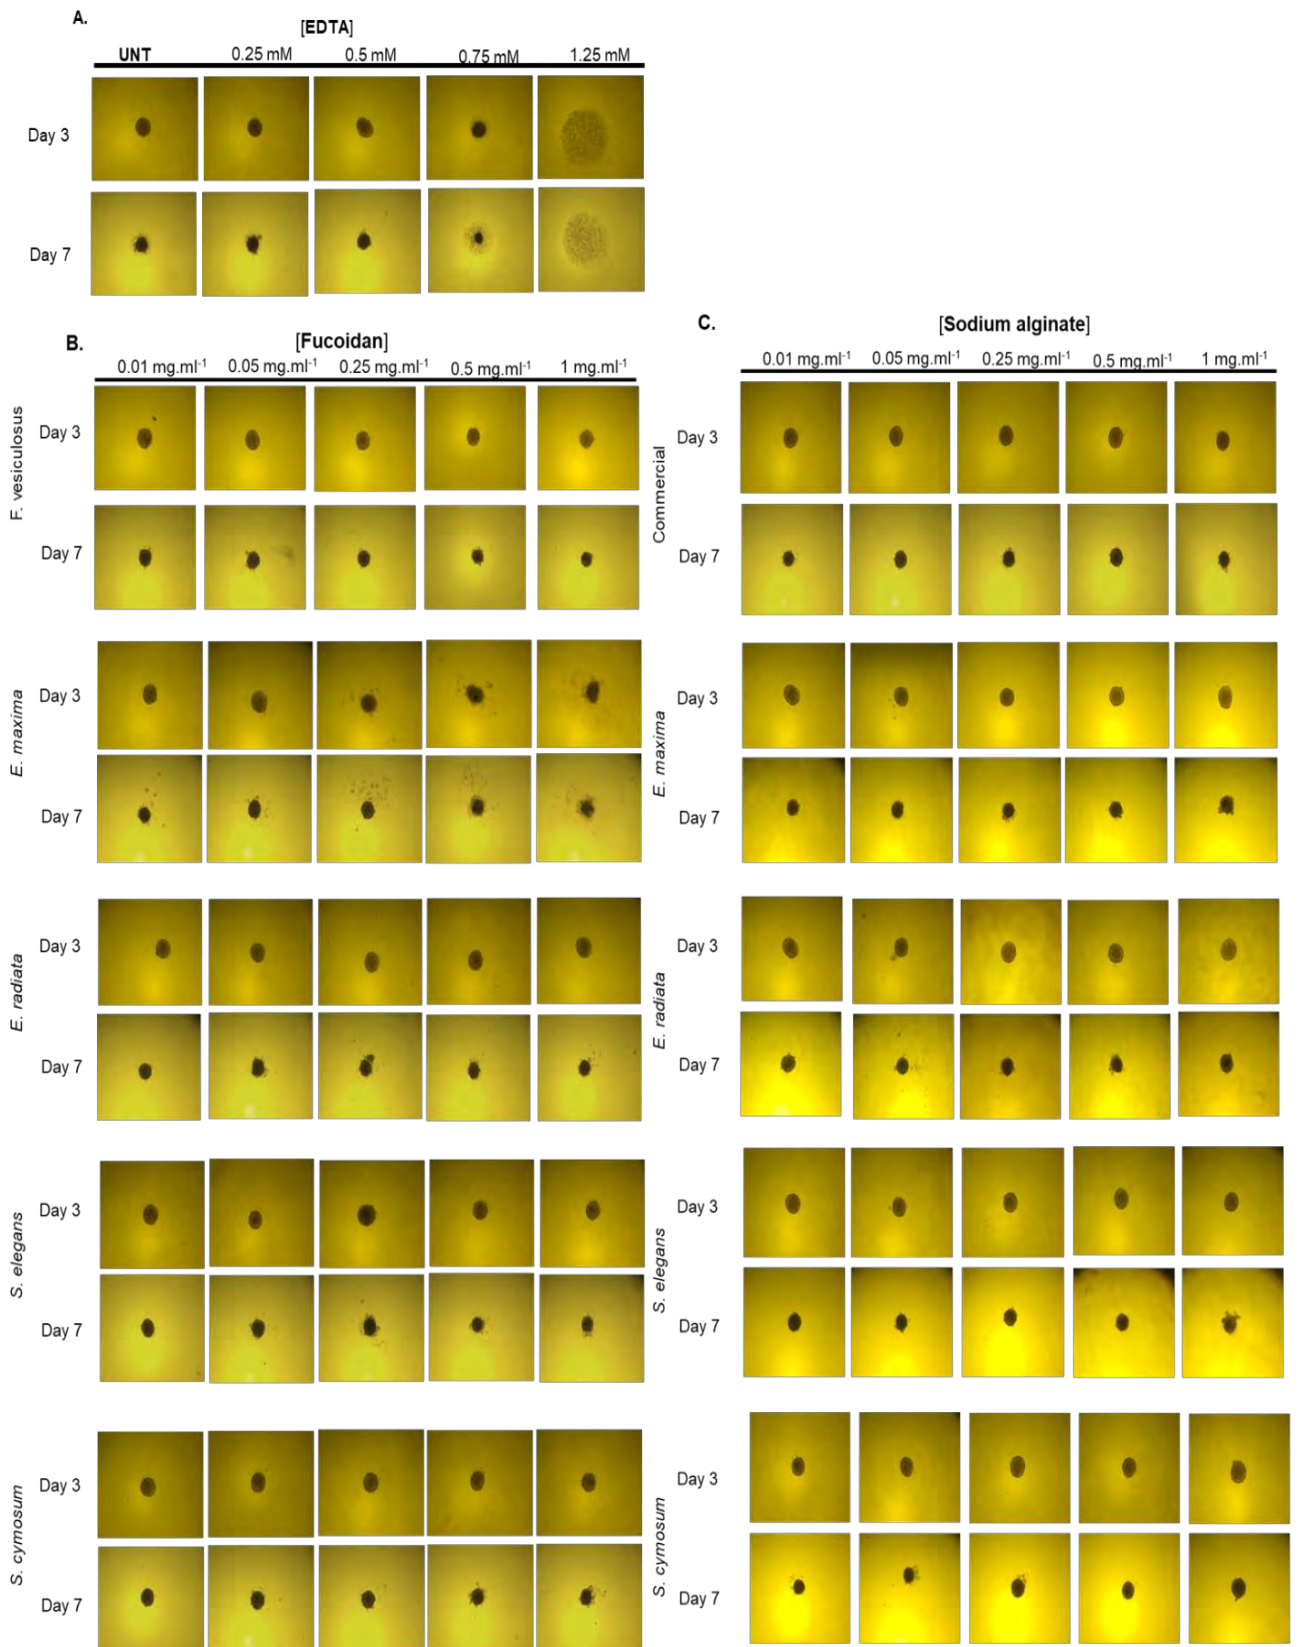 A.
[EDTA]
UNT 0.25 mM 0.5 mM 0.75 mM 1.25 mM
Day 3
Day 7
B.
[Fucoidan]
0.01 mg.ml-1 0.05 mg.ml-1 0.25 mg.ml-1 0.5 mg.ml-1 1 mg.ml-1
F. vesiculosus
Day 3
Day 7
E. maxima
Day 3
Day 7
E. radiata
Day 3
Day 7
S. elegans
Day 3
Day 7
S. cymosum
Day 3
Day 7
C.
[Sodium alginate]
0.01 mg.ml-1 0.05 mg.ml-1 0.25 mg.ml-1 0.5 mg.ml-1 1 mg.ml-1
Commercial
Day 3
Day 7
E. maxima
Day 3
Day 7
E. radiata
Day 3
Day 7
S. elegans
Day 3
Day 7
S. cymosum
Day 3
Day 7